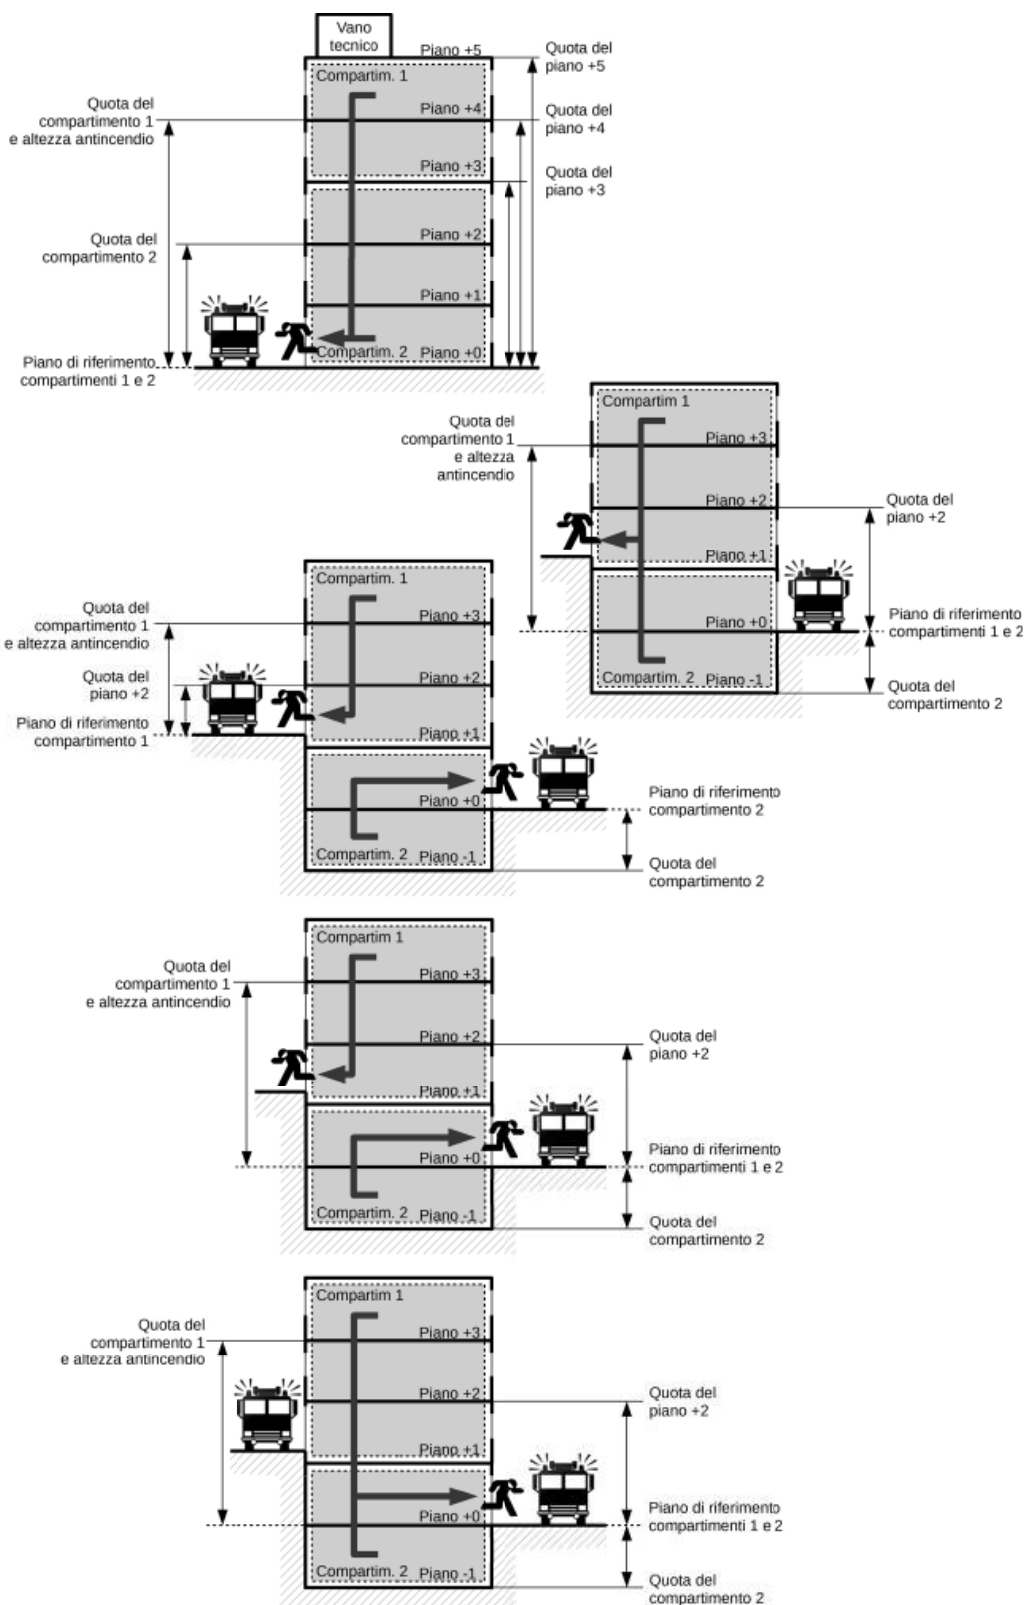 Vano
tecnico
Piano +5
Quota del
piano +5
Compartim. 1
Quota del
compartimento 1
e altezza antincendio
Piano +4
Quota del
piano +4
Piano +3
Quota del
piano +3
Quota del
compartimento 2
Piano +2
Piano +1
Compartim. 2
Piano +0
Piano di riferimento
compartimenti 1 e 2
Compartim 1
Quota del
compartimento 1
e altezza
antincendio
Piano +3
Piano +2
Quota del
piano +2
Piano +1
Piano +0
Piano di riferimento
compartimenti 1 e 2
Compartim. 2
Piano -1
Quota del
compartimento 2
Compartim. 1
Quota del
compartimento 1
e altezza antincendio
Piano +3
Quota del
piano +2
Piano +2
Piano di riferimento
compartimento 1
Piano +1
Piano +0
Piano di riferimento
compartimento 2
Compartim. 2
Piano -1
Quota del
compartimento 2
Compartim 1
Quota del
compartimento 1
e altezza antincendio
Piano +3
Piano +2
Quota del
piano +2
Piano +1
Piano +0
Piano di riferimento
compartimenti 1 e 2
Compartim. 2
Piano -1
Quota del
compartimento 2
Compartim 1
Quota del
compartimento 1
e altezza antincendio
Piano +3
Piano +2
Quota del
piano +2
Piano +1
Piano +0
Piano di riferimento
compartimenti 1 e 2
Compartim. 2
Piano -1
Quota del
compartimento 2